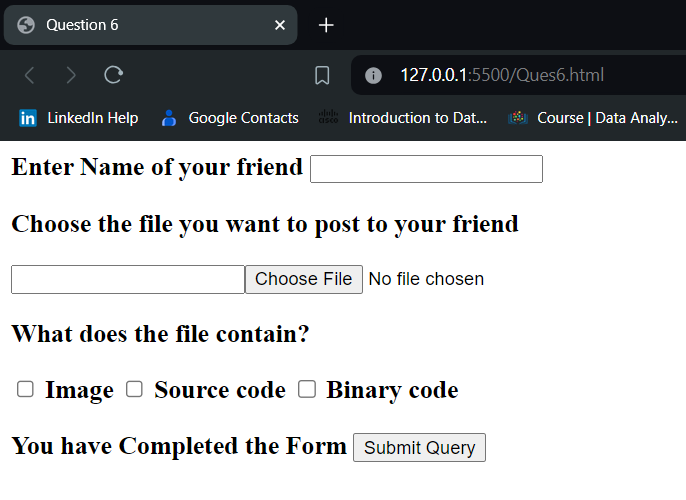 Question 6
127.0.0.1:5500/Ques6.html
LinkedIn Help Google Contacts Introduction to Dat... Course | Data Analy...
Enter Name of your friend
Choose the file you want to post to your friend
Choose File No file chosen
What does the file contain?
Image Source code Binary code
You have Completed the Form Submit Query